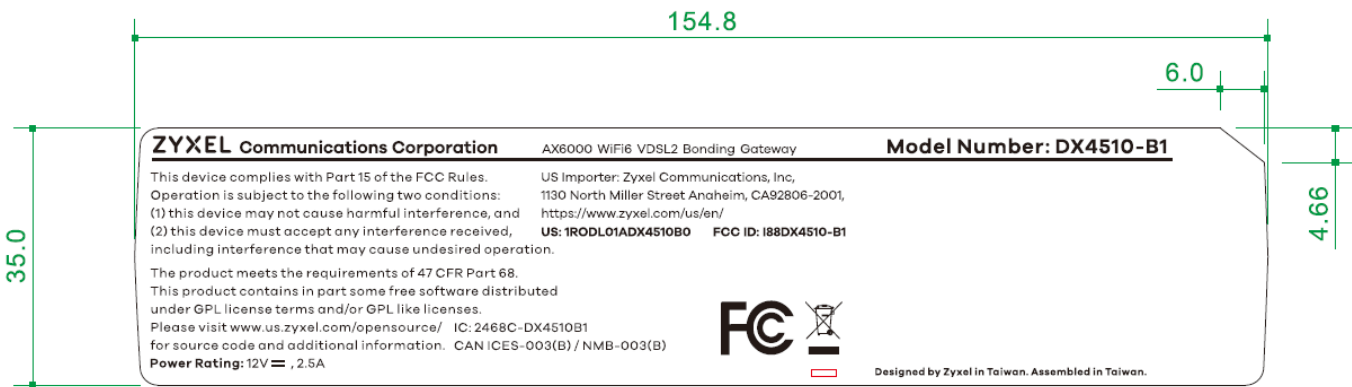 154.8
6.0
ZYXEL Communications Corporation AX6000 WiFi6 VDSL2 Bonding Gateway Model Number: DX4510-B1
This device complies with Part 15 of the FCC Rules. US Importer: Zyxel Communications, Inc,
Operation is subject to the following two conditions: 1130 North Miller Street Anaheim, CA92806-2001,
(1) this device may not cause harmful interference, and https://www.zyxel.com/us/en/
(2) this device must accept any interference received, US: 1RODL01ADX4510B0 FCC ID: I88DX4510-B1
including interference that may cause undesired operation.
4.66
35.0
The product meets the requirements of 47 CFR Part 68.
This product contains in part some free software distributed
under GPL license terms and/or GPL like licenses.
Please visit www.us.zyxel.com/opensource/ IC: 2468C-DX4510B1
for source code and additional information. CAN ICES-003(B) / NMB-003(B)
Power Rating: 12V ⎓ , 2.5A
FC
Designed by Zyxel in Taiwan. Assembled in Taiwan.